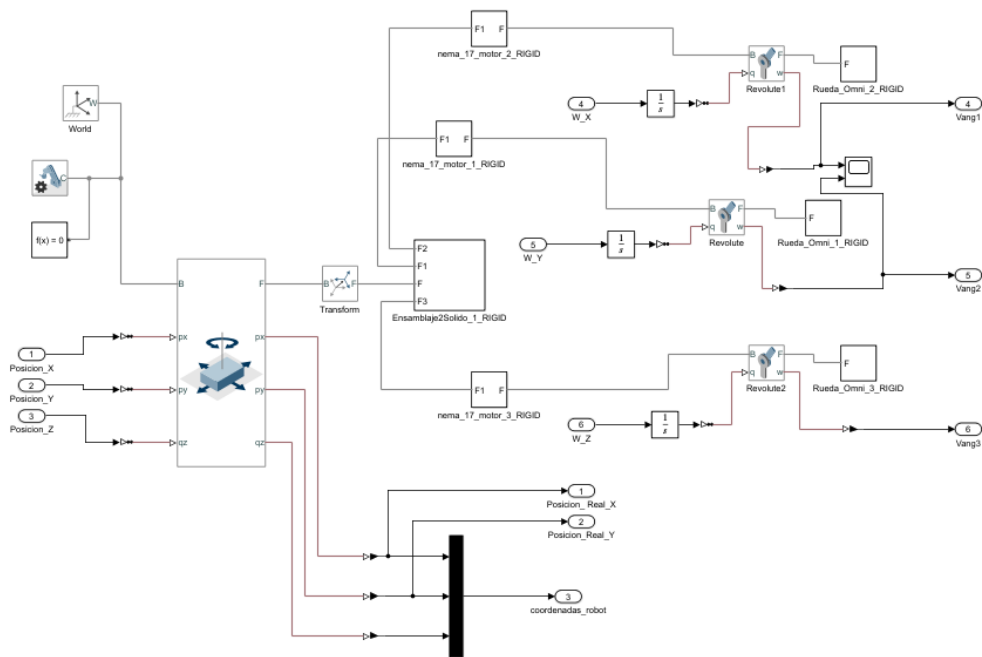 F1 F
nema_17_motor_2_RIGID
B F
q w
Revolute1
F
Rueda_Omni_2_RIGID
4
W_X
1
s
4
Vang1
W
World
C
f(x) = 0
F1 F
nema_17_motor_1_RIGID
B F
q w
Revolute
F
Rueda_Omni_1_RIGID
5
W_Y
1
s
5
Vang2
B F
px px
py py
qz qz
B F
Transform
F2
F1
F
F3
Ensamblaje2Solido_1_RIGID
1
Posicion_X
2
Posicion_Y
3
Posicion_Z
F1 F
nema_17_motor_3_RIGID
B F
q w
Revolute2
F
Rueda_Omni_3_RIGID
6
W_Z
1
s
6
Vang3
1
Posicion_ Real_X
2
Posicion_Real_Y
3
coordenadas_robot